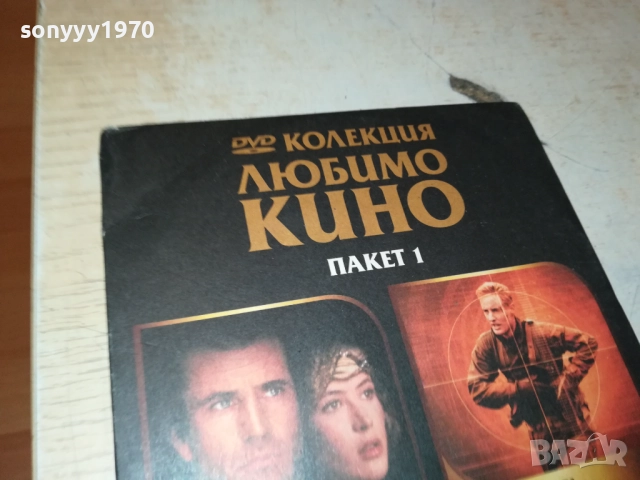 sonyyy1970
DVD КОЛЕКЦИЯ
ЛЮБИМО
КИНО
ПАКЕТ 1
BAZAR